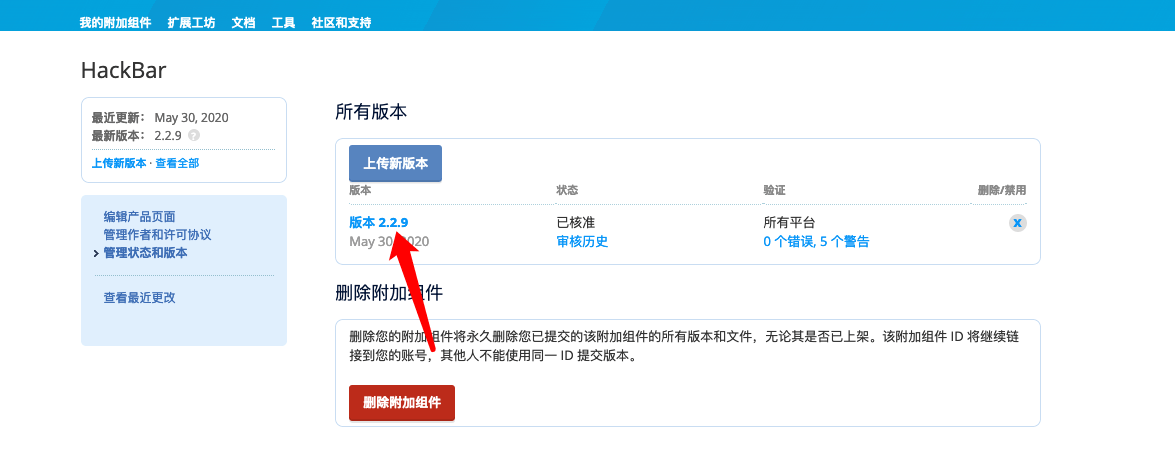 我的附加组件 扩展工坊 文档 工具 社区和支持
HackBar
最近更新： May 30, 2020
最新版本： 2.2.9 ?
上传新版本 · 查看全部
编辑产品页面
管理作者和许可协议
管理状态和版本
查看最近更改
所有版本
上传新版本
版本 状态 验证 删除/禁用
版本 2.2.9 已核准 所有平台 X
May 30, 2020 审核历史 0 个错误, 5 个警告
删除附加组件
删除您的附加组件将永久删除您已提交的该附加组件的所有版本和文件，无论其是否已上架。该附加组件 ID 将继续链
接到您的账号，其他人不能使用同一 ID 提交版本。
删除附加组件